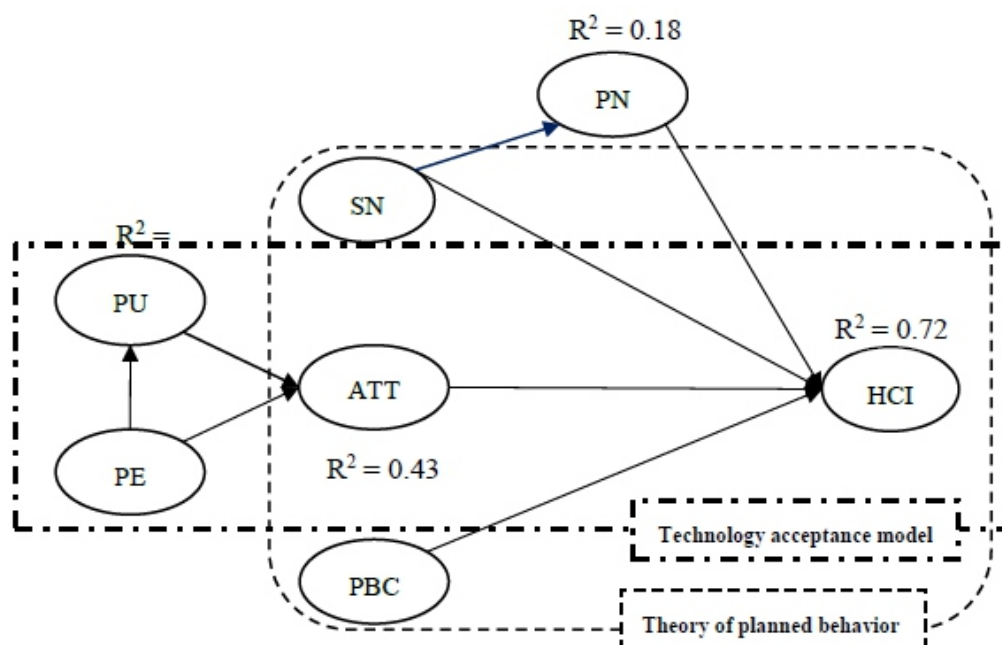 R² = 0.18
PN
SN
R² =
PU
R² = 0.72
ATT
HCI
PE
R² = 0.43
Technology acceptance model
PBC
Theory of planned behavior